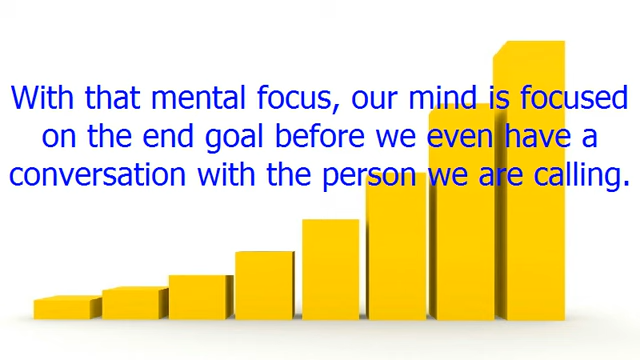 With that mental focus, our mind is focused
on the end goal before we even have a
conversation with the person we are calling.